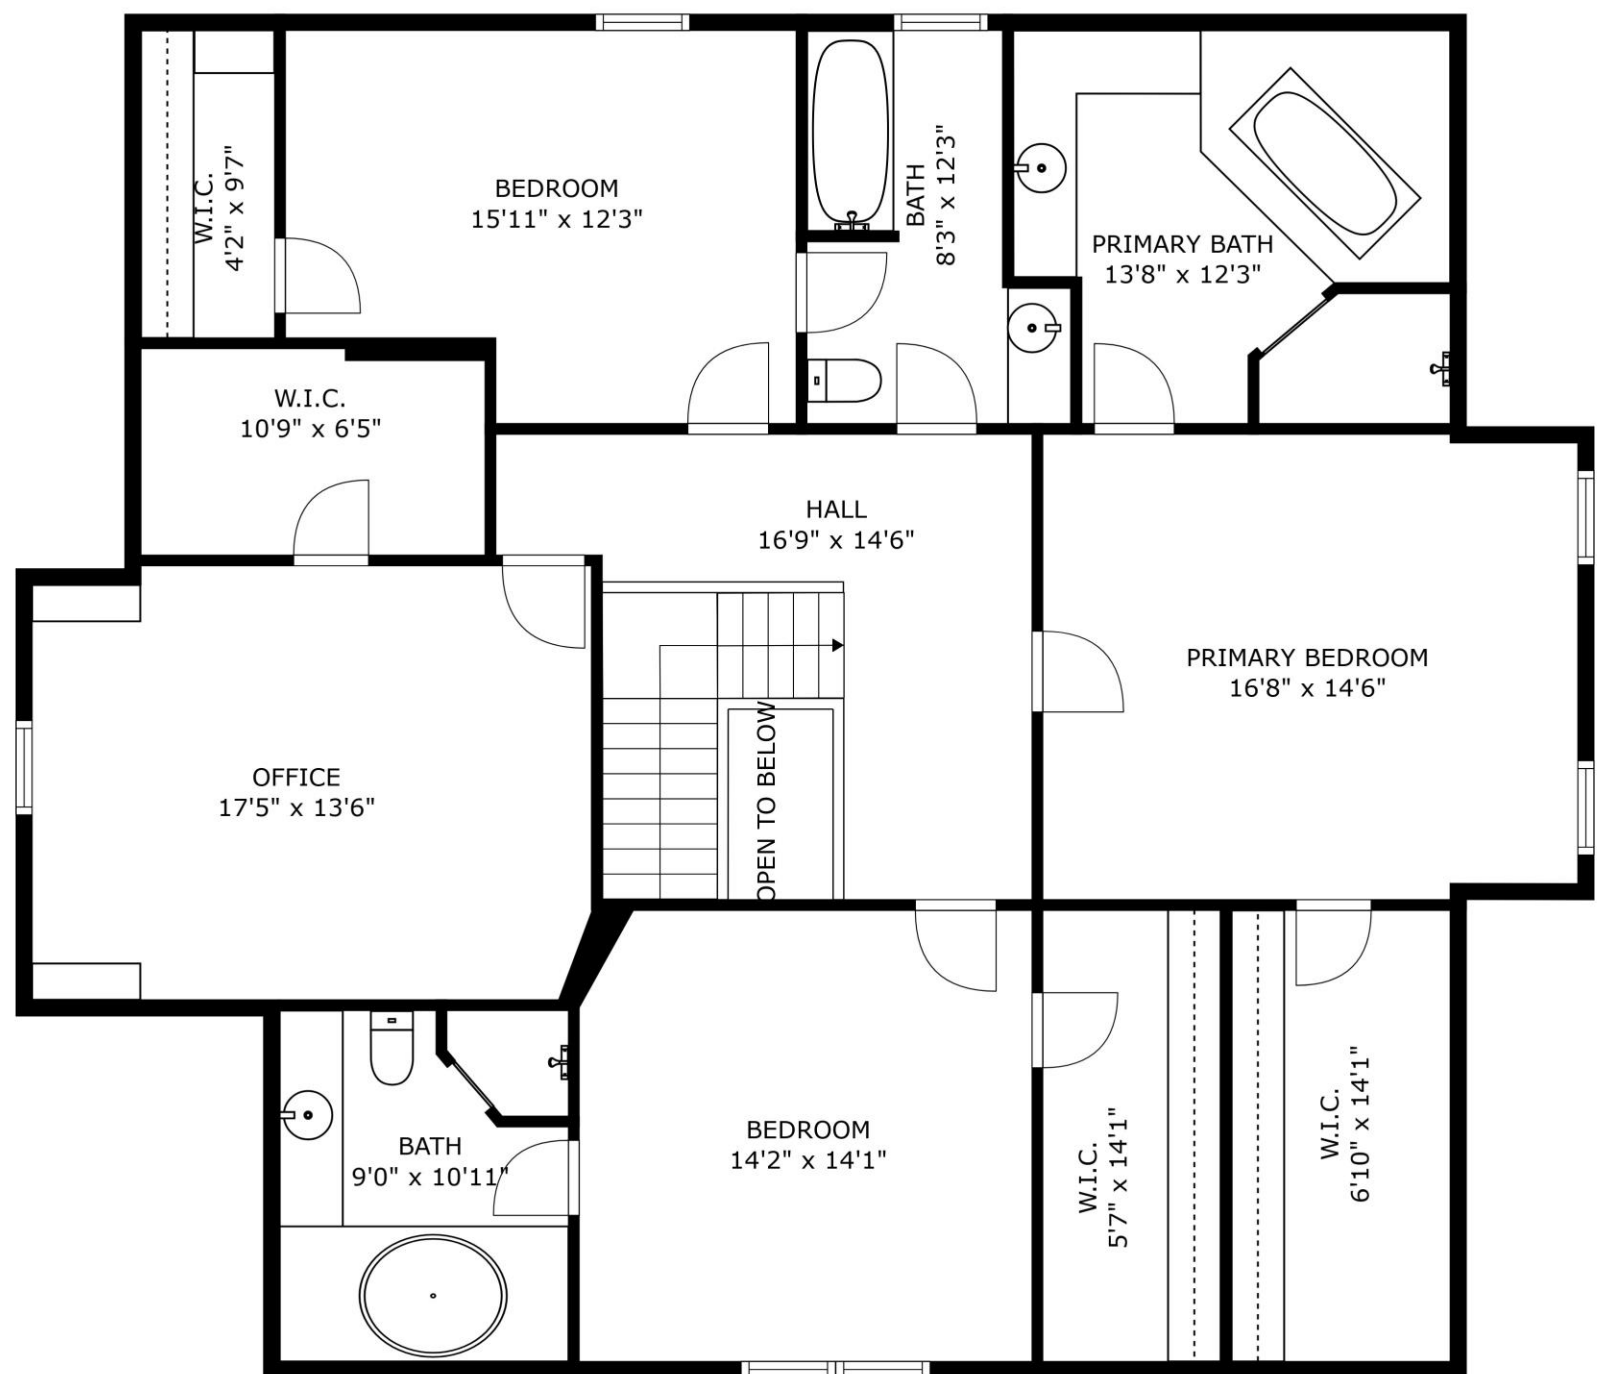 W.I.C.
4'2" x 9'7"
BEDROOM
15'11" x 12'3"
BATH
8'3" x 12'3"
PRIMARY BATH
13'8" x 12'3"
W.I.C.
10'9" x 6'5"
HALL
16'9" x 14'6"
PRIMARY BEDROOM
16'8" x 14'6"
OFFICE
17'5" x 13'6"
OPEN TO BELOW
BATH
9'0" x 10'11"
BEDROOM
14'2" x 14'1"
W.I.C.
5'7" x 14'1"
W.I.C.
6'10" x 14'1"